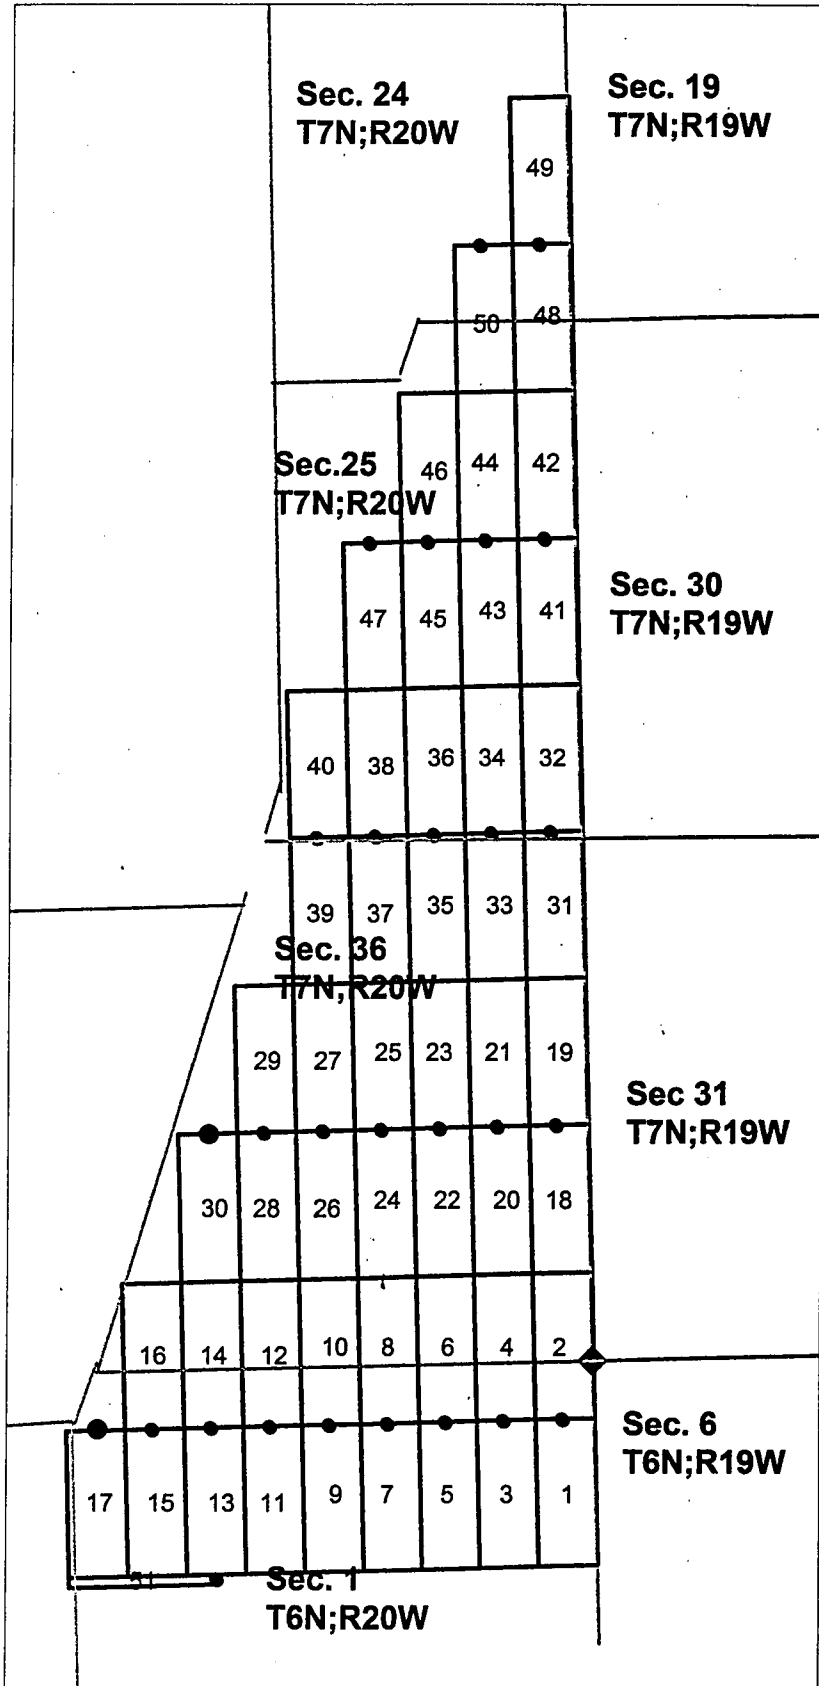 Sec. 24
T7N;R20W
Sec. 19
T7N;R19W
49
50 48
Sec.25
T7N;R20W
46 44 42
Sec. 30
T7N;R19W
47 45 43 41
40 38 36 34 32
39 37 35 33 31
Sec. 36
T7N;R20W
29 27 25 23 21 19
Sec 31
T7N;R19W
30 28 26 24 22 20 18
16 14 12 10 8 6 4 2
Sec. 6
T6N;R19W
17 15 13 11 9 7 5 3 1
51
Sec. 1
T6N;R20W